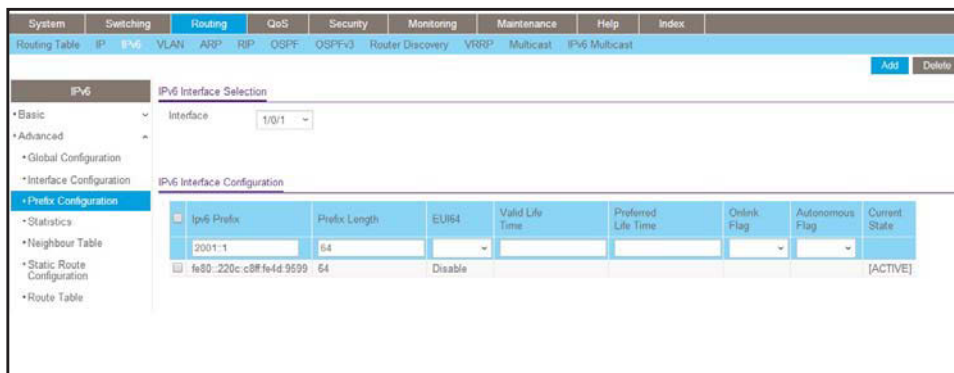 System Switching Routing QoS Security Monitoring Maintenance Help Index
Routing Table IP IPv6 VLAN ARP RIP OSPF OSPFv3 Router Discovery VRRP Multicast IPv6 Multicast
Add Delete
IPv6
IPv6 Interface Selection
•Basic
Interface 1/0/1
•Advanced
•Global Configuration
•Interface Configuration
IPv6 Interface Configuration
•Prefix Configuration
•Statistics
•Neighbour Table
•Static Route
Configuration
•Route Table
Ipv6 Prefix Prefix Length EUI64 Valid Life Time Preferred Life Time Onlink Flag Autonomous Flag Current State
2001::1 64
fe80::220c:c8ff:fe4d:9599 64 Disable [ACTIVE]